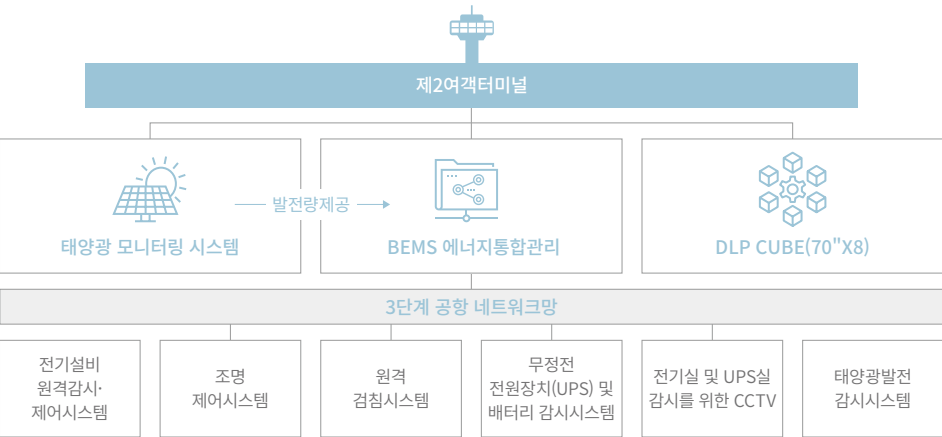 제2여객터미널
발전량제공
태양광 모니터링 시스템
BEMS 에너지통합관리
DLP CUBE(70"X8)
3단계 공항 네트워크망
전기설비
원격감시·
제어시스템
조명
제어시스템
원격
검침시스템
무정전
전원장치(UPS) 및
배터리 감시시스템
전기실 및 UPS실
감시를 위한 CCTV
태양광발전
감시시스템